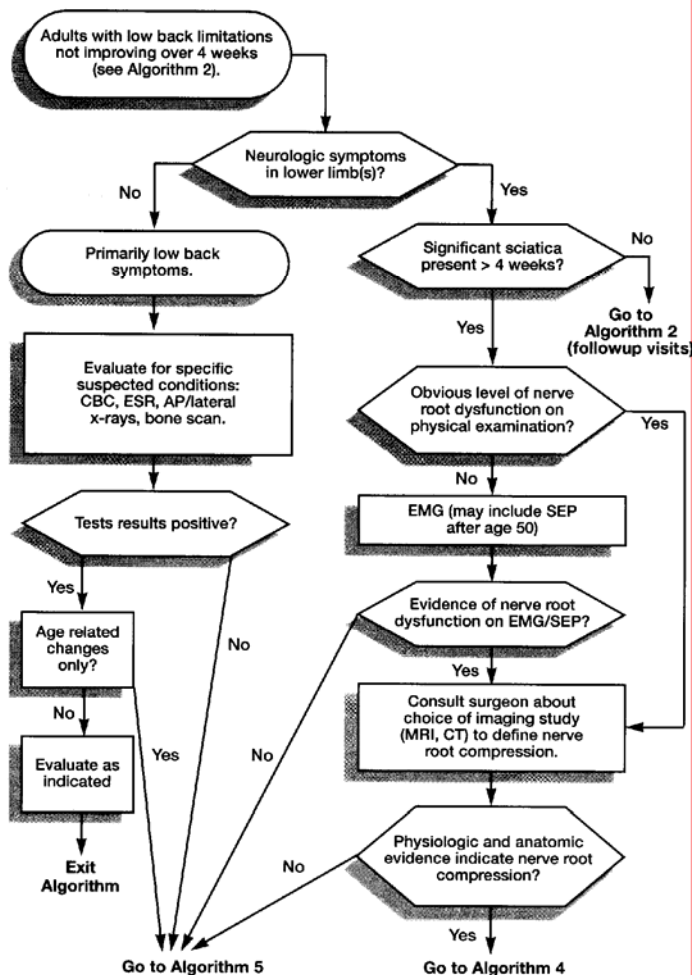 Adults with low back limitations
not improving over 4 weeks
(see Algorithm 2).
Neurologic symptoms
in lower limb(s)?
No
Yes
Primarily low back
symptoms.
Significant sciatica
present > 4 weeks?
No
Go to
Algorithm 2
(followup visits)
Yes
Evaluate for specific
suspected conditions:
CBC, ESR, AP/lateral
x-rays, bone scan.
Obvious level of nerve
root dysfunction on
physical examination?
Yes
No
Tests results positive?
EMG (may include SEP
after age 50)
Yes
No
Age related
changes
only?
Evidence of nerve root
dysfunction on EMG/SEP?
No
Yes
No
Yes
Consult surgeon about
choice of imaging study
(MRI, CT) to define nerve
root compression.
Evaluate as
indicated
Exit
Algorithm
Physiologic and anatomic
evidence indicate nerve root
compression?
No
Yes
Go to Algorithm 5
Go to Algorithm 4